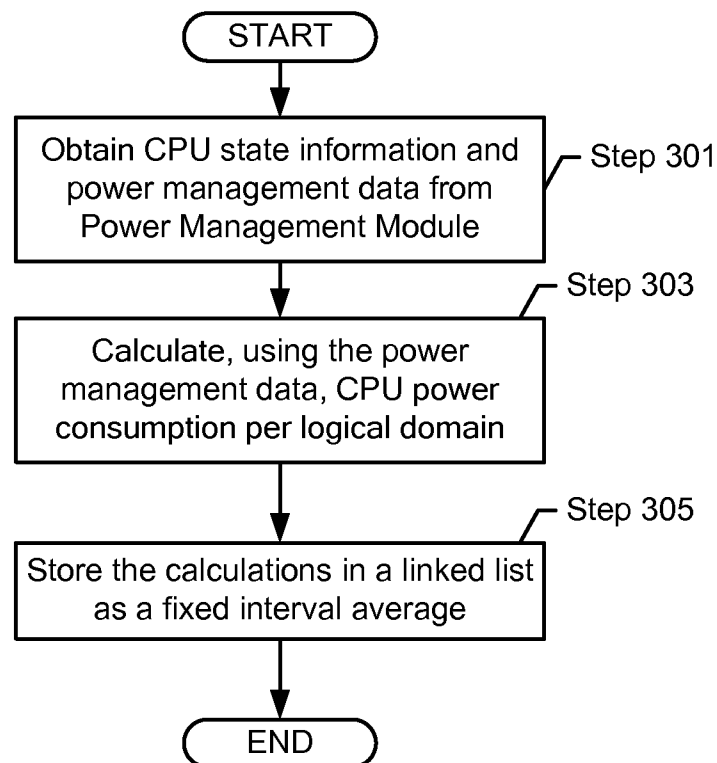 START
Obtain CPU state information and
power management data from
Power Management Module
Step 301
Step 303
Calculate, using the power
management data, CPU power
consumption per logical domain
Step 305
Store the calculations in a linked list
as a fixed interval average
END